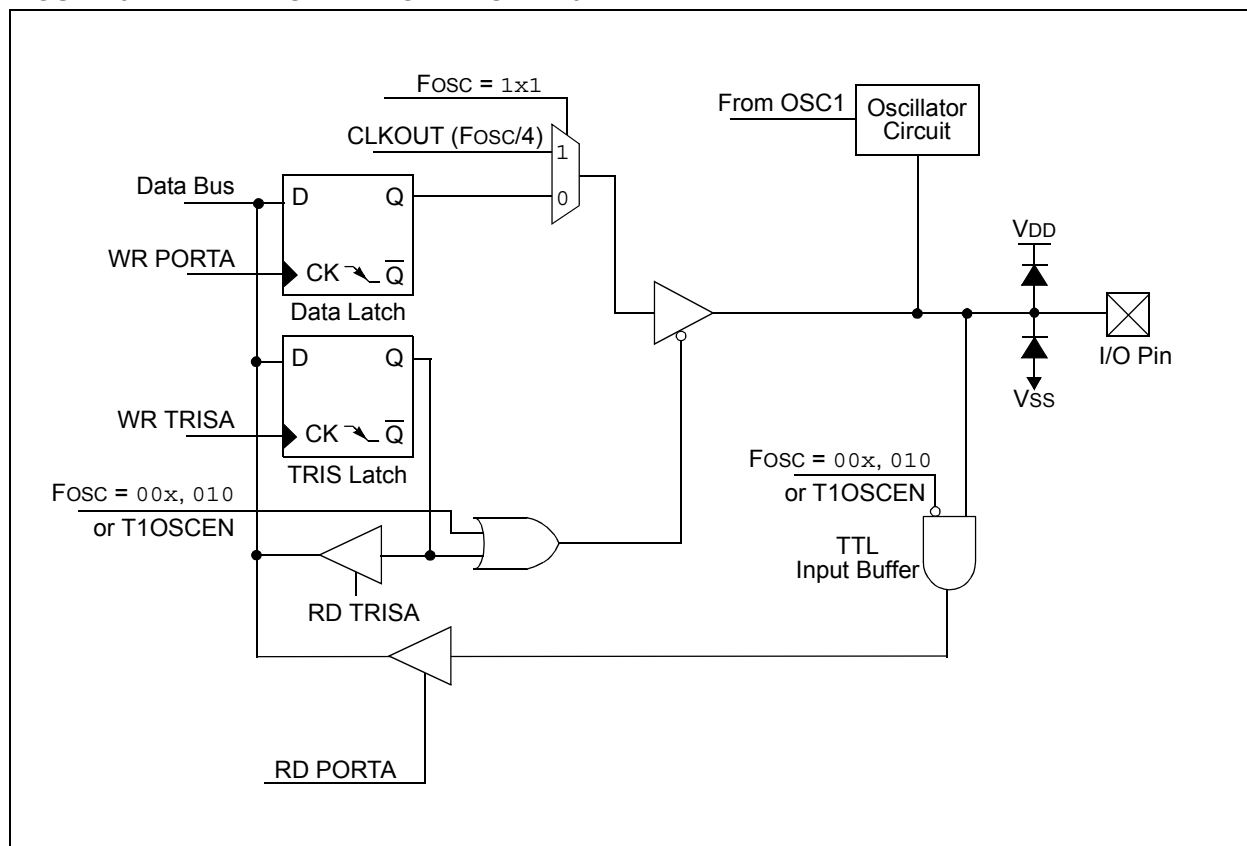 FOSC = 1x1
CLKOUT (FOSC/4)
1
0
From OSC1
Oscillator
Circuit
Data Bus
D
Q
WR PORTA
CK
Q
Data Latch
VDD
I/O Pin
VSS
D
Q
WR TRISA
CK
Q
TRIS Latch
FOSC = 00x, 010
or T1OSCEN
FOSC = 00x, 010
or T1OSCEN
TTL
Input Buffer
RD TRISA
RD PORTA